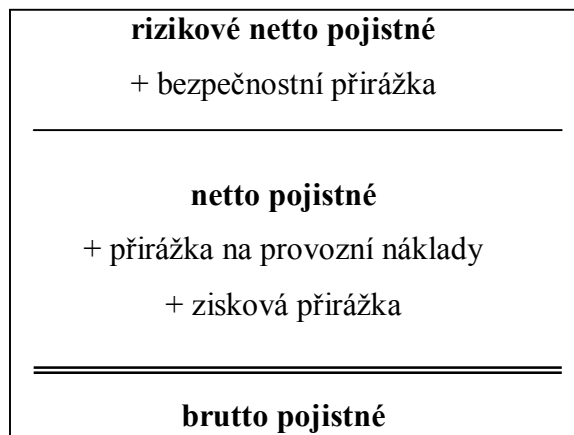 rizikové netto pojistné
+ bezpečnostní přirážka
netto pojistné
+ přirážka na provozní náklady
+ zisková přirážka
brutto pojistné